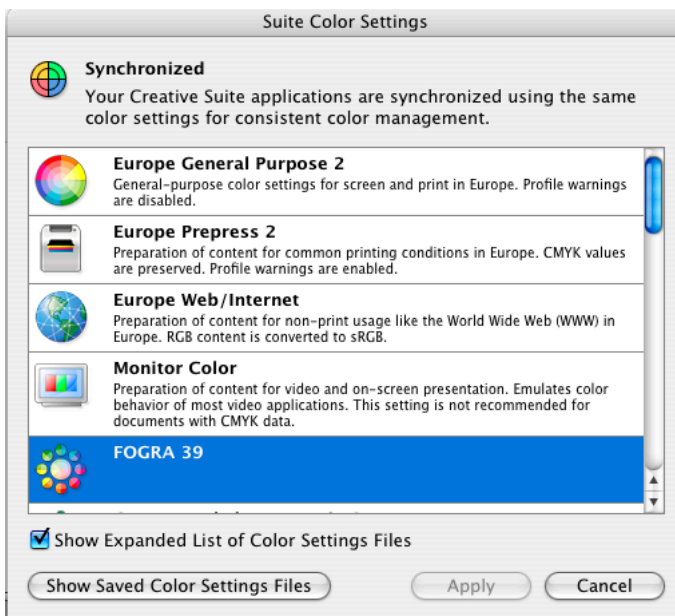 Suite Color Settings
Synchronized
Your Creative Suite applications are synchronized using the same
color settings for consistent color management.
Europe General Purpose 2
General-purpose color settings for screen and print in Europe. Profile warnings
are disabled.
Europe Prepress 2
Preparation of content for common printing conditions in Europe. CMYK values
are preserved. Profile warnings are enabled.
Europe Web/Internet
Preparation of content for non-print usage like the World Wide Web (WWW) in
Europe. RGB content is converted to sRGB.
Monitor Color
Preparation of content for video and on-screen presentation. Emulates color
behavior of most video applications. This setting is not recommended for
documents with CMYK data.
FOGRA 39
Show Expanded List of Color Settings Files
Show Saved Color Settings Files
Apply
Cancel